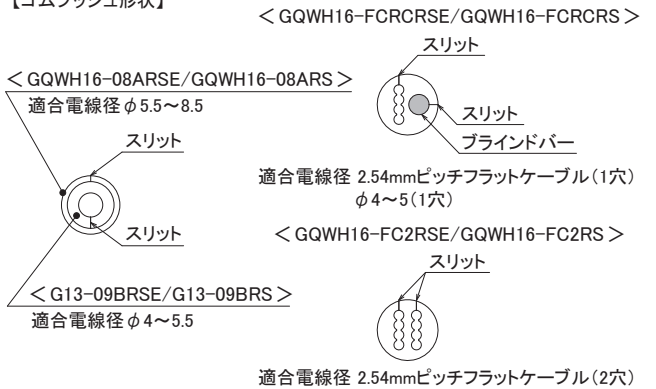 【ゴムブッシュ形状】
＜GQWH16-FCRCRSE/GQWH16-FCRCRS＞
スリット
スリット
ブラインドバー
適合電線径 2.54mmピッチフラットケーブル(1穴)
φ4～5(1穴)
＜GQWH16-08ARSE/GQWH16-08ARS＞
適合電線径φ5.5～8.5
スリット
スリット
＜G13-09BRSE/G13-09BRS＞
適合電線径φ4～5.5
＜GQWH16-FC2RSE/GQWH16-FC2RS＞
スリット
適合電線径 2.54mmピッチフラットケーブル(2穴)